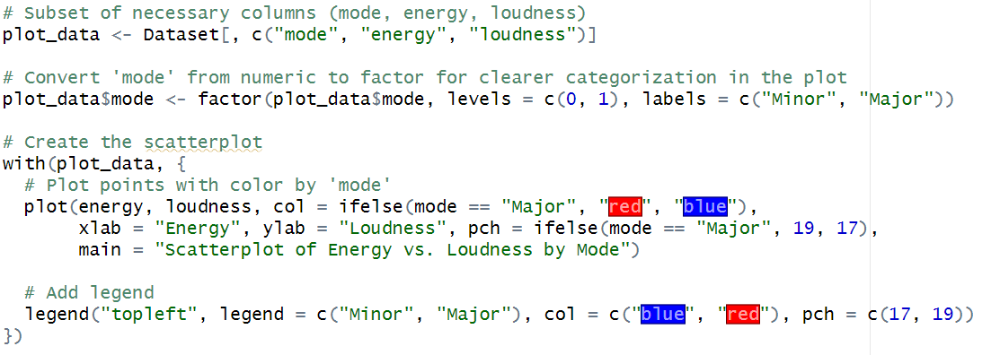 # Subset of necessary columns (mode, energy, loudness)
plot_data <- Dataset[, c("mode", "energy", "loudness")]
# Convert 'mode' from numeric to factor for clearer categorization in the plot
plot_data$mode <- factor(plot_data$mode, levels = c(0, 1), labels = c("Minor", "Major"))
# Create the scatterplot
with(plot_data, {
# Plot points with color by 'mode'
plot(energy, loudness, col = ifelse(mode == "Major", "red", "blue"),
xlab = "Energy", ylab = "Loudness", pch = ifelse(mode == "Major", 19, 17),
main = "Scatterplot of Energy vs. Loudness by Mode")
# Add legend
legend("topleft", legend = c("Minor", "Major"), col = c("blue", "red"), pch = c(17, 19))
})